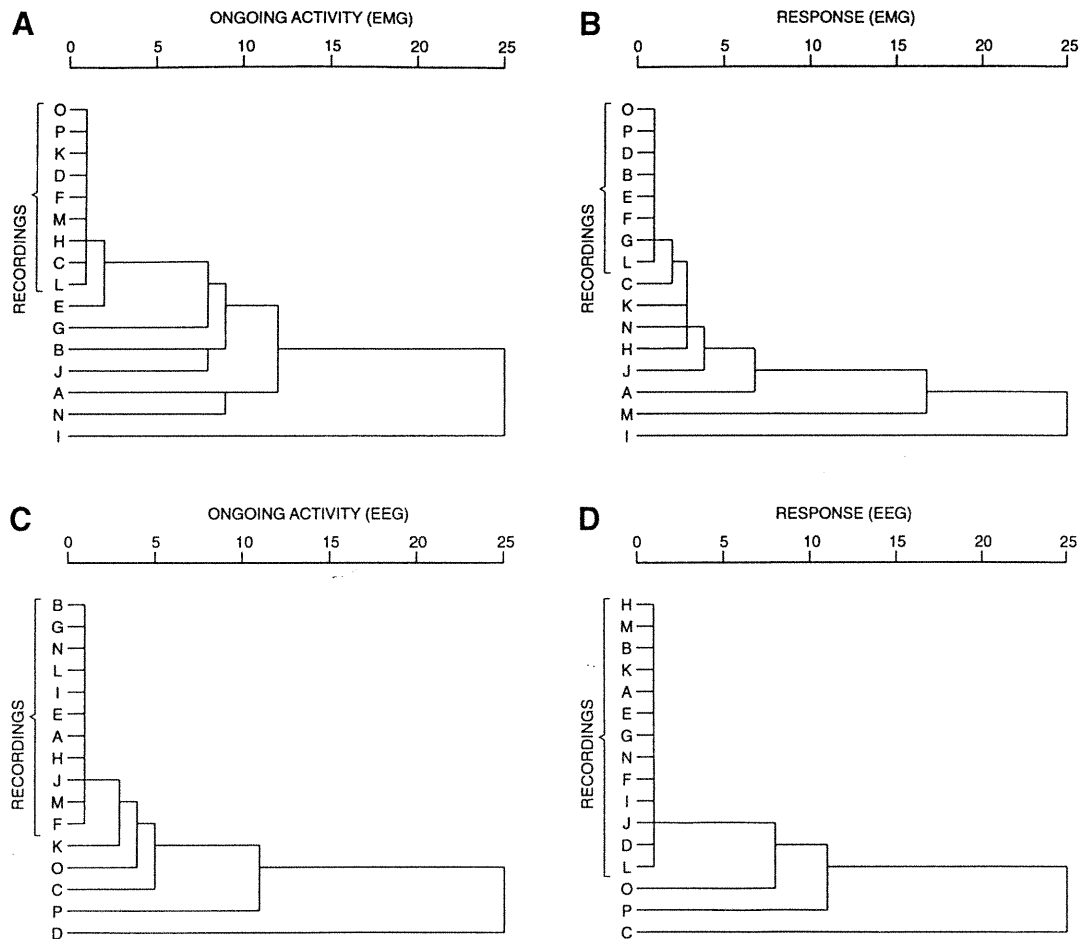 A
ONGOING ACTIVITY (EMG)
0 5 10 15 20 25
RECORDINGS
O
P
K
D
F
M
H
C
L
E
G
B
J
A
N
I
B
RESPONSE (EMG)
0 5 10 15 20 25
RECORDINGS
O
P
D
B
E
F
G
L
C
K
N
H
J
A
M
I
C
ONGOING ACTIVITY (EEG)
0 5 10 15 20 25
RECORDINGS
B
G
N
L
I
E
A
H
J
M
F
K
O
C
P
D
D
RESPONSE (EEG)
0 5 10 15 20 25
RECORDINGS
H
M
B
K
A
E
G
N
F
I
J
D
L
O
P
C